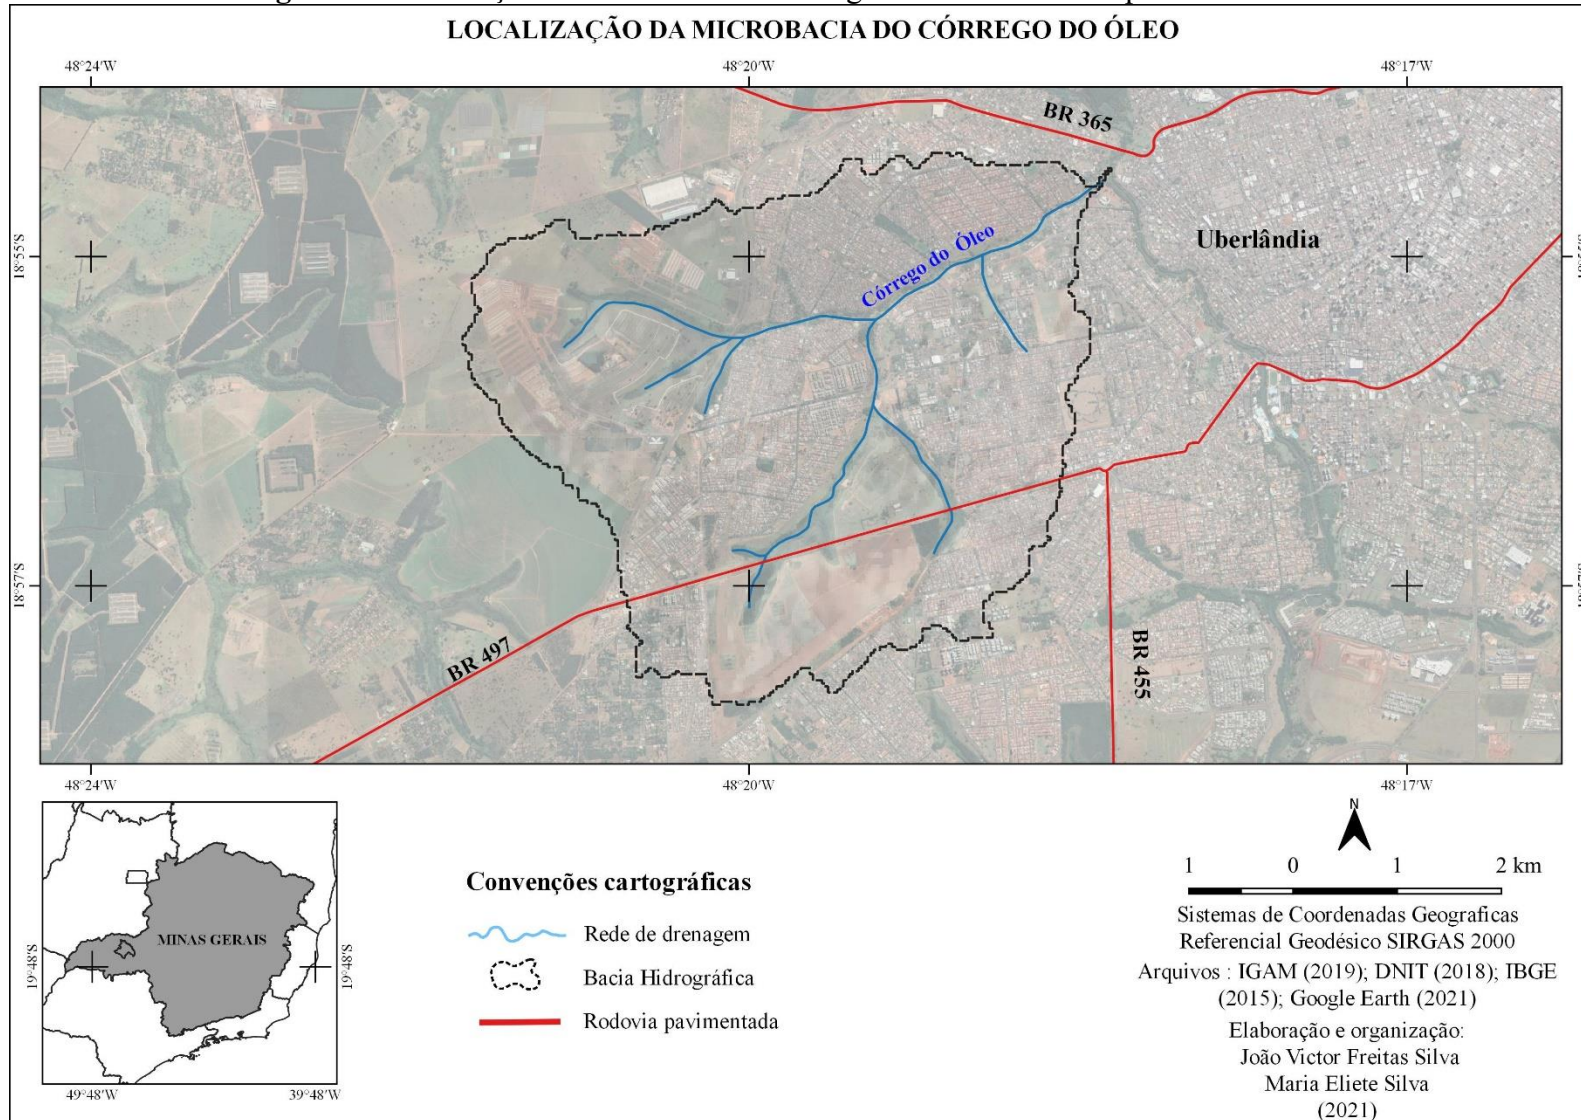 LOCALIZAÇÃO DA MICROBACIA DO CÓRREGO DO ÓLEO
48°24'W 48°20'W 48°17'W
BR 365
18°55'S
Uberlândia
Córrego do Óleo
18°57'S
BR 497
BR 455
48°24'W 48°20'W 48°17'W
MINAS GERAIS
19°48'S 19°48'S
49°48'W 39°48'W
Convenções cartográficas
Rede de drenagem
Bacia Hidrográfica
Rodovia pavimentada
N
1 0 1 2 km
Sistemas de Coordenadas Geograficas
Referencial Geodésico SIRGAS 2000
Arquivos : IGAM (2019); DNIT (2018); IBGE
(2015); Google Earth (2021)
Elaboração e organização:
João Victor Freitas Silva
Maria Eliete Silva
(2021)